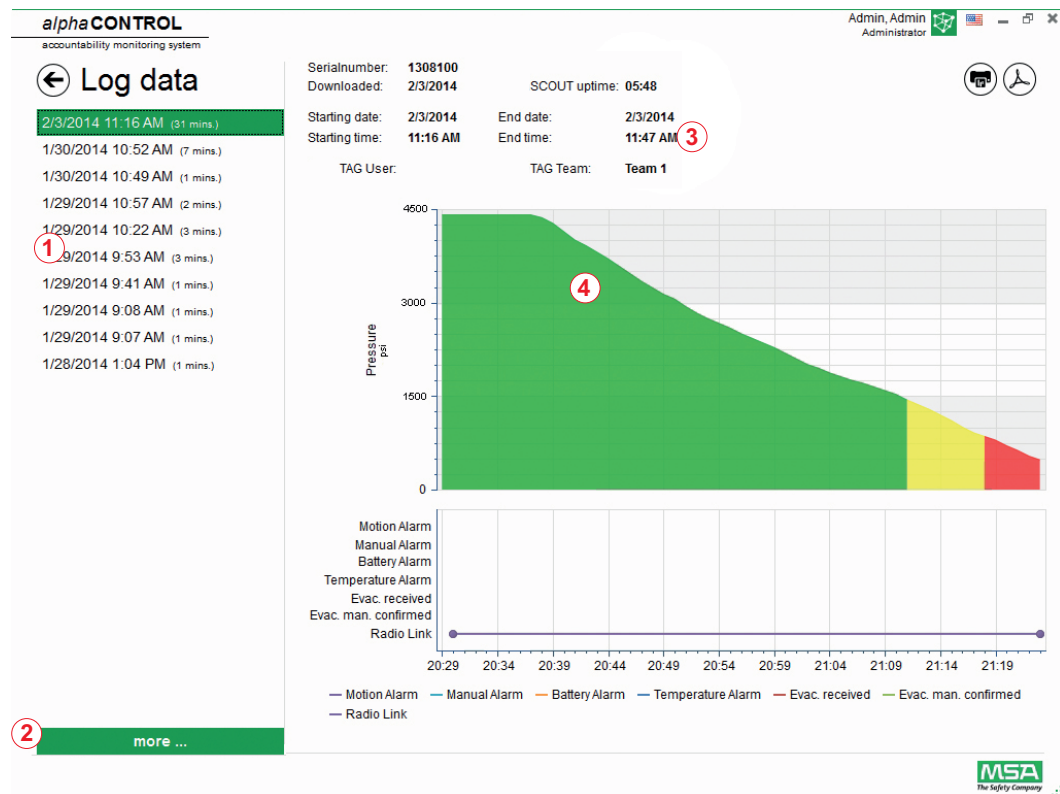 alphaCONTROL
accountability monitoring system
Admin, Admin
Administrator
Log data
Serialnumber: 1308100
Downloaded: 2/3/2014 SCOUT uptime: 05:48
Starting date: 2/3/2014 End date: 2/3/2014
Starting time: 11:16 AM End time: 11:47 AM 3
TAG User: TAG Team: Team 1
2/3/2014 11:16 AM (31 mins.)
1/30/2014 10:52 AM (7 mins.)
1/30/2014 10:49 AM (1 mins.)
1/29/2014 10:57 AM (2 mins.)
1/29/2014 10:22 AM (3 mins.)
1
29/2014 9:53 AM (3 mins.)
1/29/2014 9:41 AM (1 mins.)
1/29/2014 9:08 AM (1 mins.)
1/29/2014 9:07 AM (1 mins.)
1/28/2014 1:04 PM (1 mins.)
2
more ...
4500
3000
1500
0
Pressure
psi
4
Motion Alarm
Manual Alarm
Battery Alarm
Temperature Alarm
Evac. received
Evac. man. confirmed
Radio Link
20:29 20:34 20:39 20:44 20:49 20:54 20:59 21:04 21:09 21:14 21:19
Motion Alarm Manual Alarm Battery Alarm Temperature Alarm Evac. received Evac. man. confirmed
Radio Link
MSA
The Safety Company